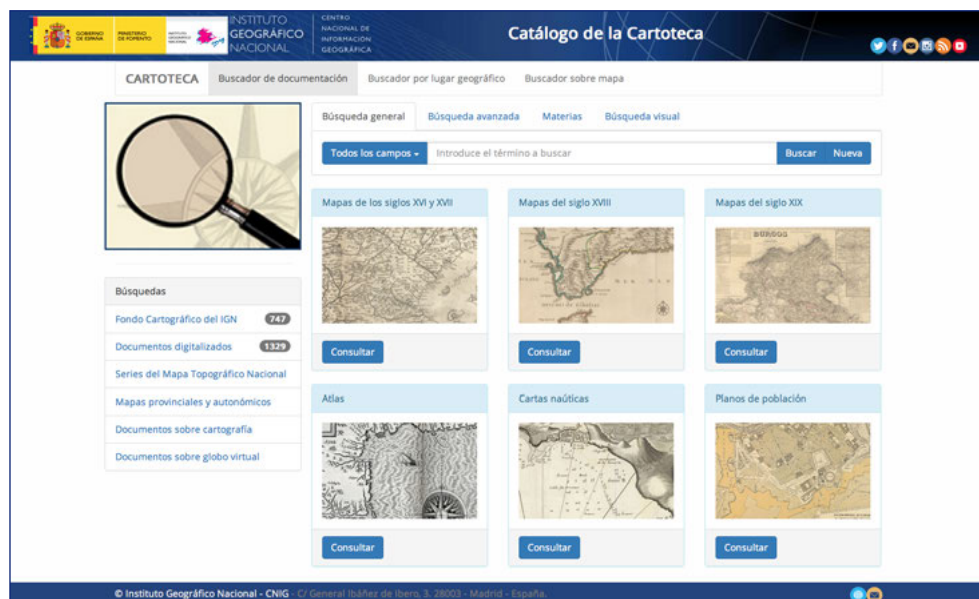 GOBIERNO
DE ESPAÑA
MINISTERIO
DE FOMENTO
INSTITUTO
GEOGRÁFICO
NACIONAL
CENTRO
NACIONAL DE
INFORMACIÓN
GEOGRÁFICA
Catálogo de la Cartoteca
CARTOTECA Buscador de documentación Buscador por lugar geográfico Buscador sobre mapa
Búsqueda general Búsqueda avanzada Materias Búsqueda visual
Todos los campos Introduce el término a buscar Buscar Nueva
Mapas de los siglos XVI y XVII Mapas del siglo XVIII Mapas del siglo XIX
BURGOS
Consultar Consultar Consultar
Búsquedas
Fondo Cartográfico del IGN 747
Documentos digitalizados 1329
Series del Mapa Topográfico Nacional
Mapas provinciales y autonómicos
Documentos sobre cartografía
Documentos sobre globo virtual
Atlas Cartas naúticas Planos de población
Consultar Consultar Consultar
© Instituto Geográfico Nacional - CNIG - C/ General Ibáñez de Ibero, 3. 28003 - Madrid - España.